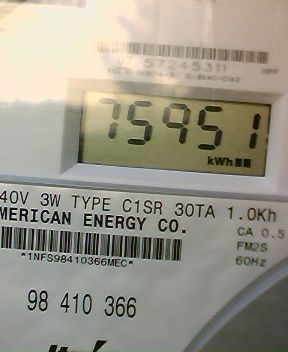 57245311
75951
kWh
40V 3W TYPE C1SR 30TA 1.0Kh
MERICAN ENERGY CO.
CA 0.5
*1NFS98410366MEC*
FM2S
60Hz
98 410 366